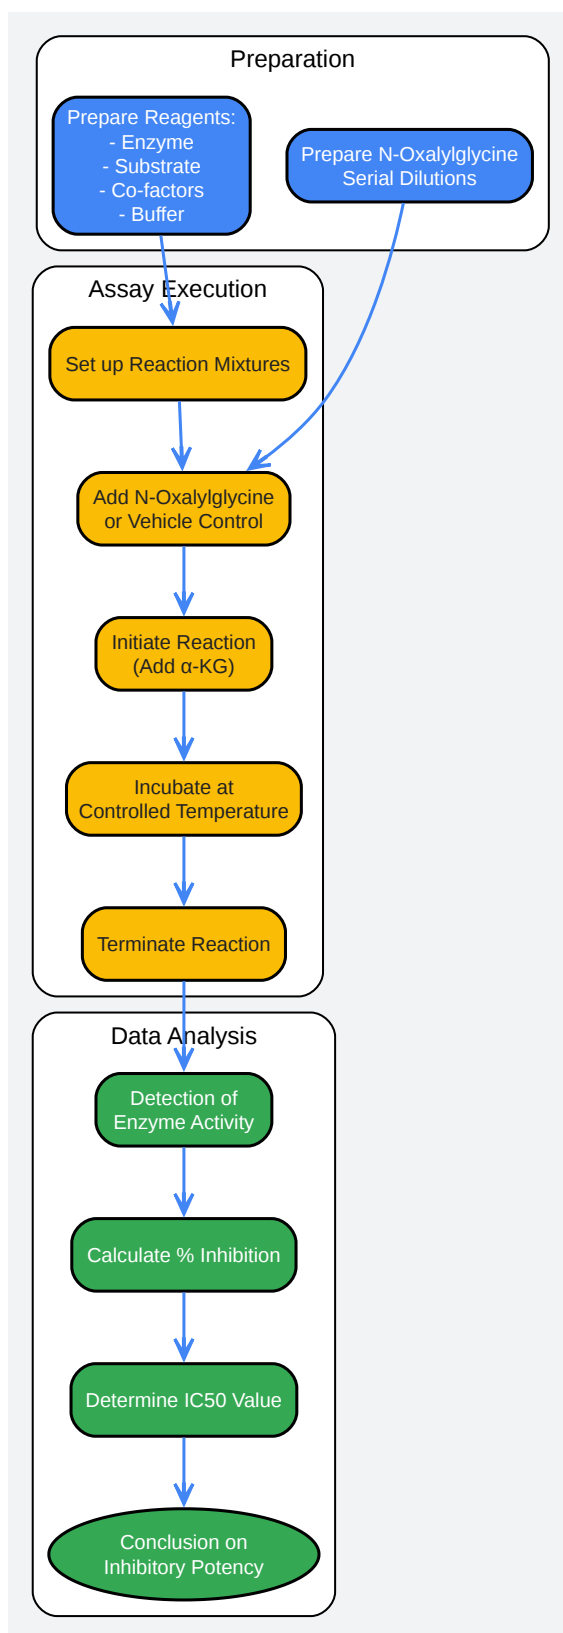 Preparation
Prepare Reagents:
- Enzyme
- Substrate
- Co-factors
- Buffer
Prepare N-Oxalylglycine
Serial Dilutions
Assay Execution
Set up Reaction Mixtures
Add N-Oxalylglycine
or Vehicle Control
Initiate Reaction
(Add α-KG)
Incubate at
Controlled Temperature
Terminate Reaction
Data Analysis
Detection of
Enzyme Activity
Calculate % Inhibition
Determine IC50 Value
Conclusion on
Inhibitory Potency